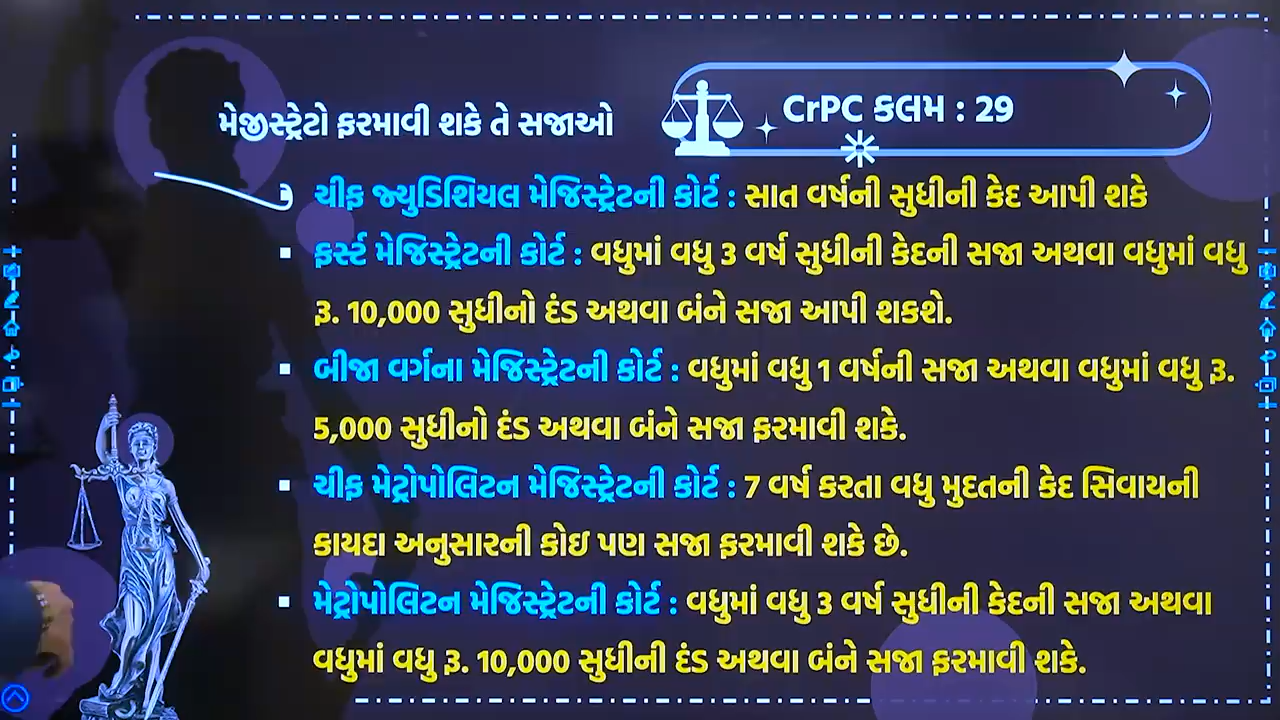 મેજીસ્ટ્રેટો ફરમાવી શકે તે સજાઓ
CrPC કલમ : 29
ચીફ જ્યુડિશિયલ મેજિસ્ટ્રેટની કોર્ટ : સાત વર્ષની સુધીની કેદ આપી શકે
ફર્સ્ટ મેજિસ્ટ્રેટની કોર્ટ : વધુમાં વધુ 3 વર્ષ સુધીની કેદની સજા અથવા વધુમાં વધુ
રૂ. 10,000 સુધીનો દંડ અથવા બંને સજા આપી શકશે.
બીજા વર્ગના મેજિસ્ટ્રેટની કોર્ટ : વધુમાં વધુ 1 વર્ષની સજા અથવા વધુમાં વધુ રૂ.
5,000 સુધીનો દંડ અથવા બંને સજા ફરમાવી શકે.
ચીફ મેટ્રોપોલિટન મેજિસ્ટ્રેટની કોર્ટ : 7 વર્ષ કરતા વધુ મુદતની કેદ સિવાયની
કાયદા અનુસારની કોઇ પણ સજા ફરમાવી શકે છે.
મેટ્રોપોલિટન મેજિસ્ટ્રેટની કોર્ટ : વધુમાં વધુ 3 વર્ષ સુધીની કેદની સજા અથવા
વધુમાં વધુ રૂ. 10,000 સુધીની દંડ અથવા બંને સજા ફરમાવી શકે.